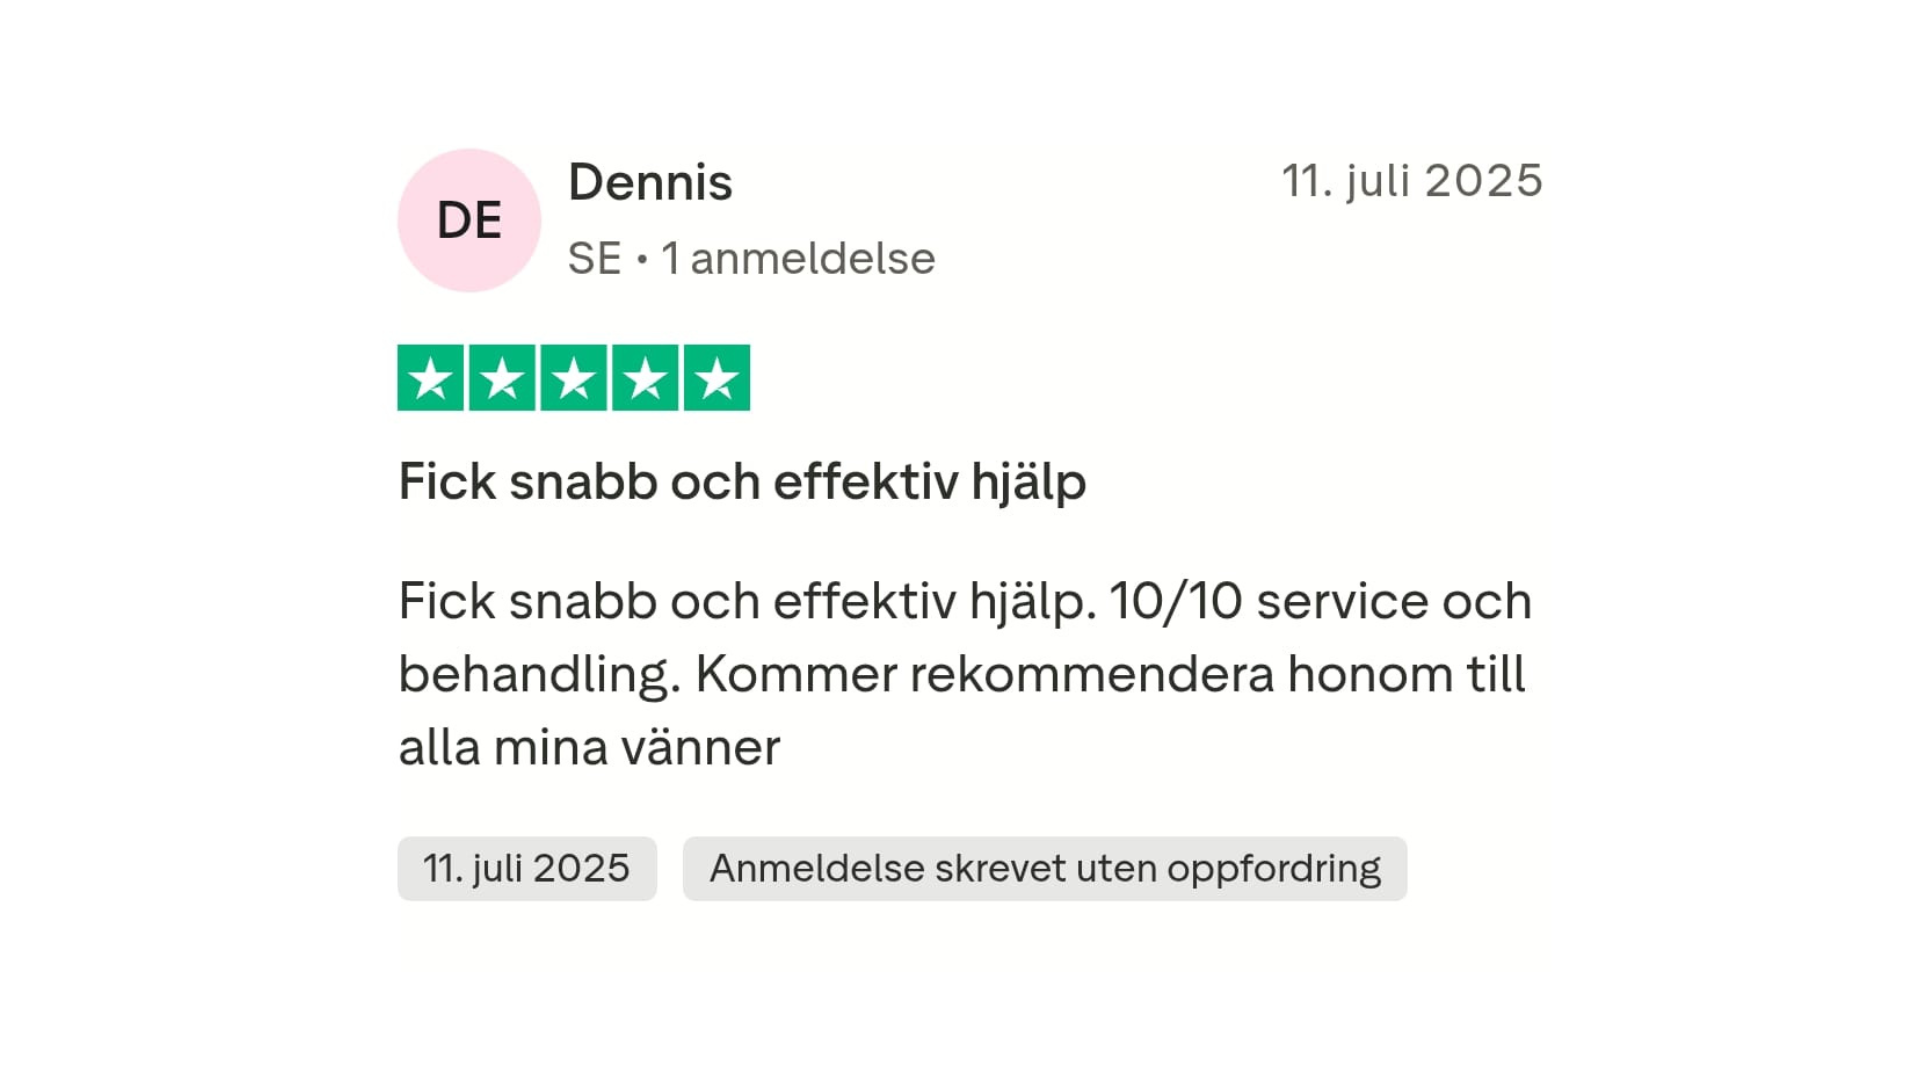 DE
Dennis
11. juli 2025
SE • 1 anmeldelse
Fick snabb och effektiv hjälp
Fick snabb och effektiv hjälp. 10/10 service och
behandling. Kommer rekommendera honom till
alla mina vänner
11. juli 2025
Anmeldelse skrevet uten oppfordring